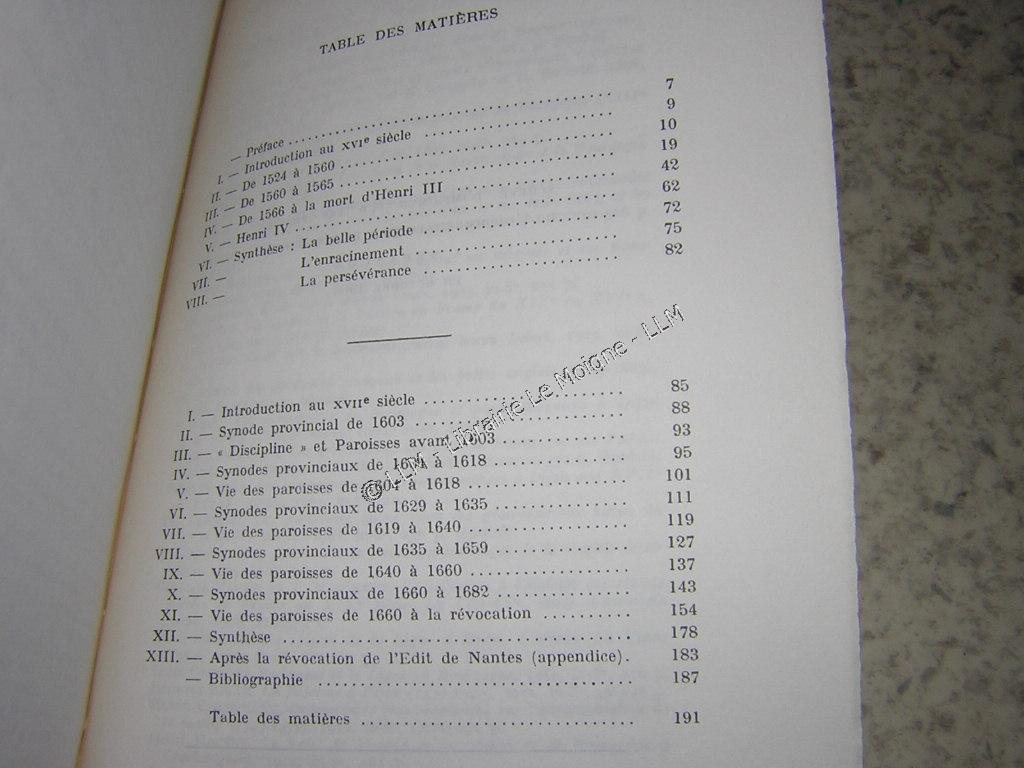 TABLE DES MATIÈRES
— Préface .......... 7
I. — Introduction au XVIe siècle .......... 9
II. — De 1524 à 1560 .......... 10
III. — De 1560 à 1565 .......... 19
IV. — De 1566 à la mort d'Henri III .......... 42
V. — Henri IV .......... 62
VI. — Synthèse : La belle période .......... 72
VII. — L'enracinement .......... 75
VIII. — La persévérance .......... 82
I. — Introduction au XVIIe siècle .......... 85
II. — Synode provincial de 1603 .......... 88
III. — « Discipline » et Paroisses avant 1603 .......... 93
IV. — Synodes provinciaux de 1604 à 1618 .......... 95
V. — Vie des paroisses de 1604 à 1618 .......... 101
VI. — Synodes provinciaux de 1629 à 1635 .......... 111
VII. — Vie des paroisses de 1619 à 1640 .......... 119
VIII. — Synodes provinciaux de 1635 à 1659 .......... 127
IX. — Vie des paroisses de 1640 à 1660 .......... 137
X. — Synodes provinciaux de 1660 à 1682 .......... 143
XI. — Vie des paroisses de 1660 à la révocation .......... 154
XII. — Synthèse .......... 178
XIII. — Après la révocation de l'Edit de Nantes (appendice). 183
— Bibliographie .......... 187
Table des matières .......... 191
© LLM - Librairie Le Moigne - LLM